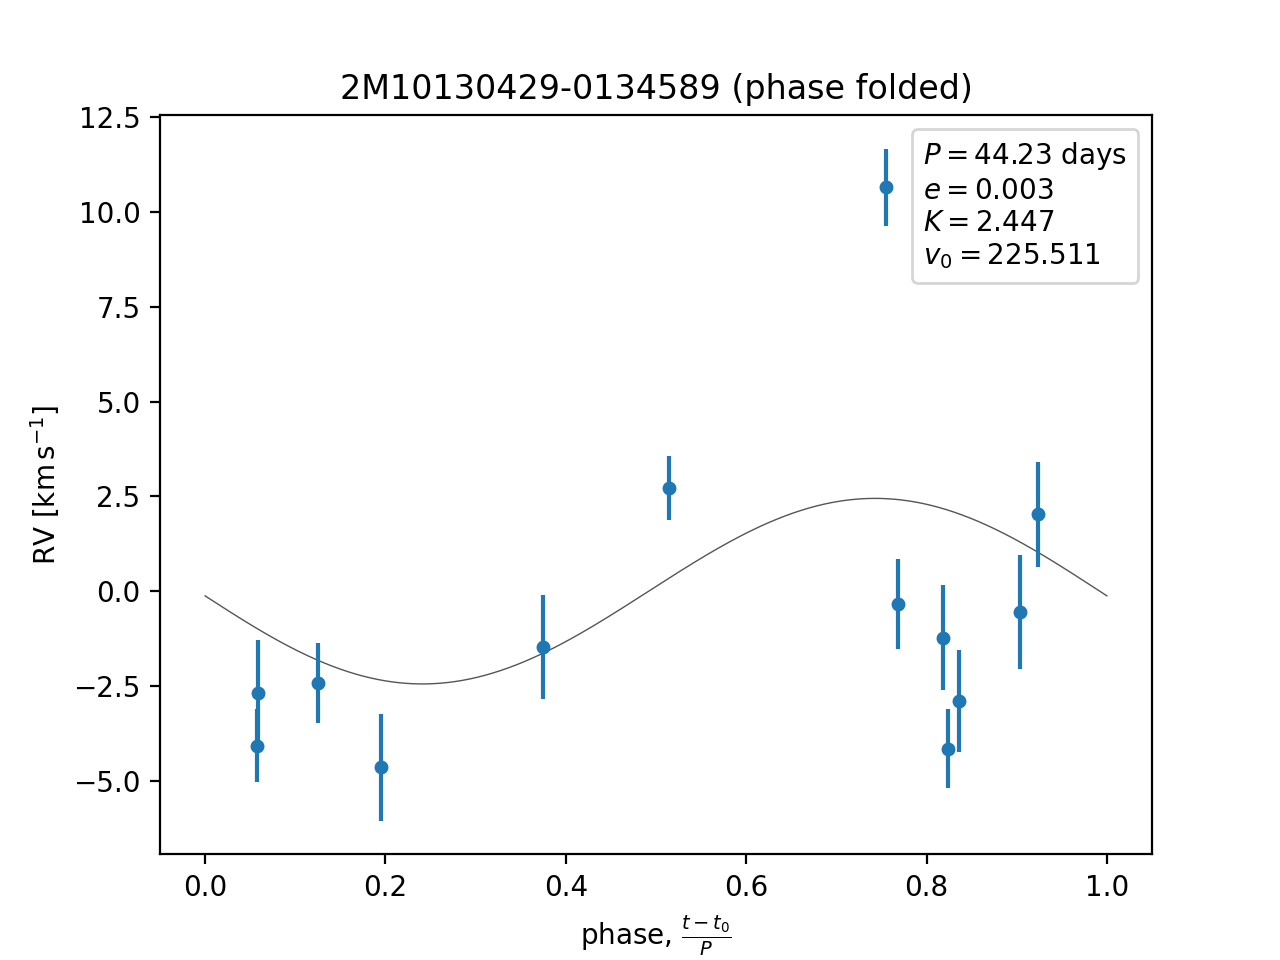 2M10130429-0134589 (phase folded)
P = 44.23 days
e = 0.003
K = 2.447
v₀ = 225.511
RV [km s⁻¹]
12.5
10.0
7.5
5.0
2.5
0.0
−2.5
−5.0
0.0 0.2 0.4 0.6 0.8 1.0
phase, (t − t₀)/P